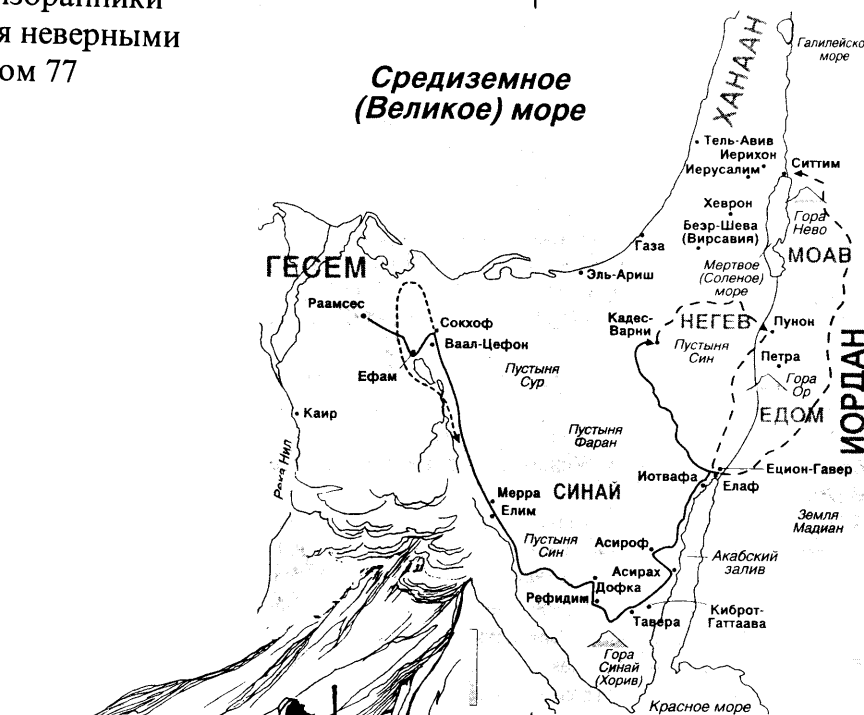 избранники
я неверными
ом 77
Средиземное
(Великое) море
ХАНААН
Галилейско
море
Тель-Авив
Иерихон
Иерусалим
Ситтим
Хеврон
Беэр-Шева
(Вирсавия)
Гора
Нево
Газа
МОАВ
Эль-Ариш
Мертвое
(Соленое)
море
ГЕСЕМ
Раамсес
Сокхоф
Ваал-Цефон
Ефам
Кадес-
Варни
НЕГЕВ
Пустыня
Син
Пунон
Петра
Гора
Ор
ИОРДАН
Пустыня
Сур
Каир
Пустыня
Фаран
ЕДОМ
Река Нил
Иотвафа
Ецион-Гавер
Елаф
Мерра
Елим
СИНАЙ
Земля
Мадиан
Пустыня
Син
Асироф
Асирах
Акабский
залив
Дофка
Рефидим
Тавера
Киброт-
Гаттаава
Гора
Синай
(Хорив)
Красное море